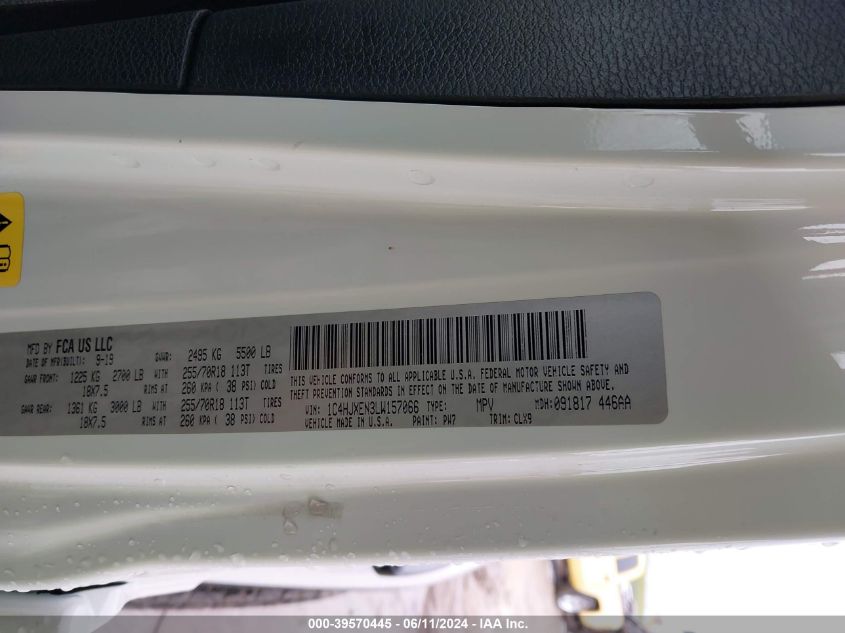 MFD BY FCA US LLC
DATE OF MFR(BUILT): 9-19 GVWR: 2495 KG 5500 LB
GAWR FRONT: 1225 KG 2700 LB WITH 255/70R18 113T TIRES
18X7.5 RIMS AT 260 KPA ( 38 PSI) COLD
GAWR REAR: 1361 KG 3000 LB WITH 255/70R18 113T TIRES
18X7.5 RIMS AT 260 KPA ( 38 PSI) COLD
THIS VEHICLE CONFORMS TO ALL APPLICABLE U.S.A. FEDERAL MOTOR VEHICLE SAFETY AND
THEFT PREVENTION STANDARDS IN EFFECT ON THE DATE OF MANUFACTURE SHOWN ABOVE.
VIN: 1C4HJXEN3LW157066 TYPE: MPV MDH: 091817 446AA
VEHICLE MADE IN U.S.A. PAINT: PW7 TRIM: CLX9
000-39570445 - 06/11/2024 - IAA Inc.